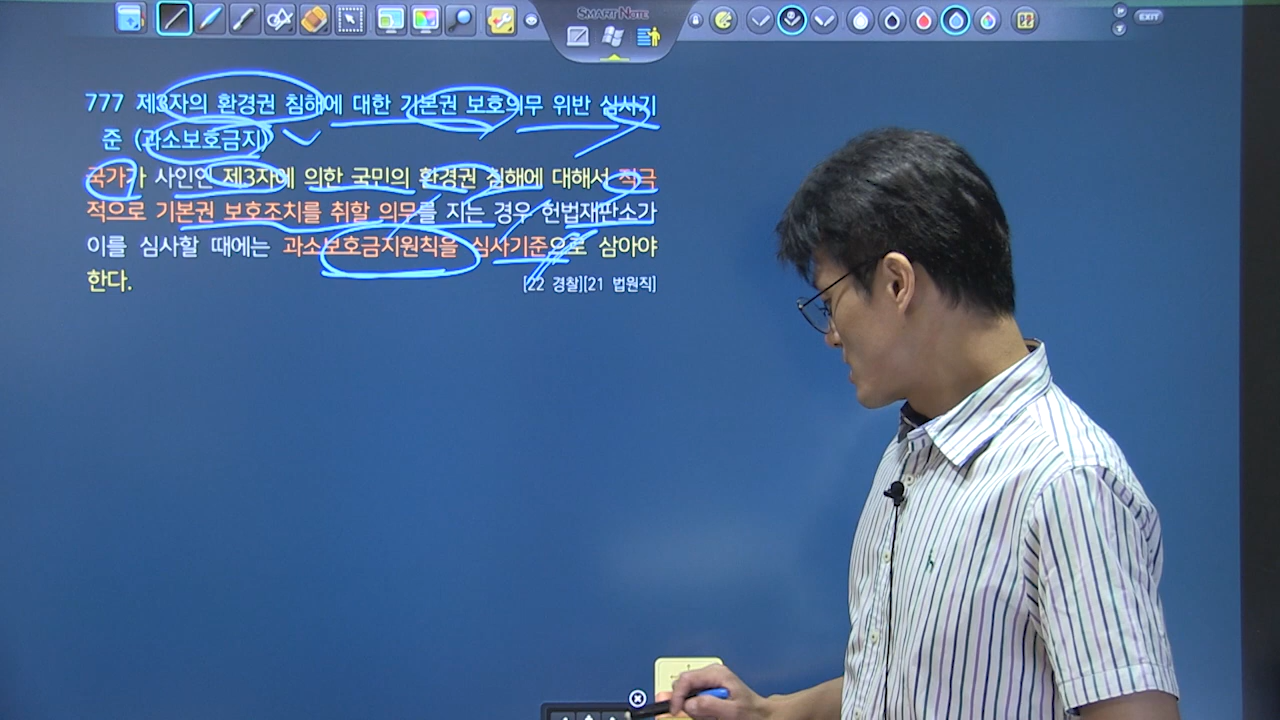 SMART NOTE
EXIT
777 제3자의 환경권 침해에 대한 기본권 보호의무 위반 심사기
준 (과소보호금지)
국가가 사인인 제3자에 의한 국민의 환경권 침해에 대해서 적극
적으로 기본권 보호조치를 취할 의무를 지는 경우 헌법재판소가
이를 심사할 때에는 과소보호금지원칙을 심사기준으로 삼아야
한다.
[22 경찰][21 법원직]